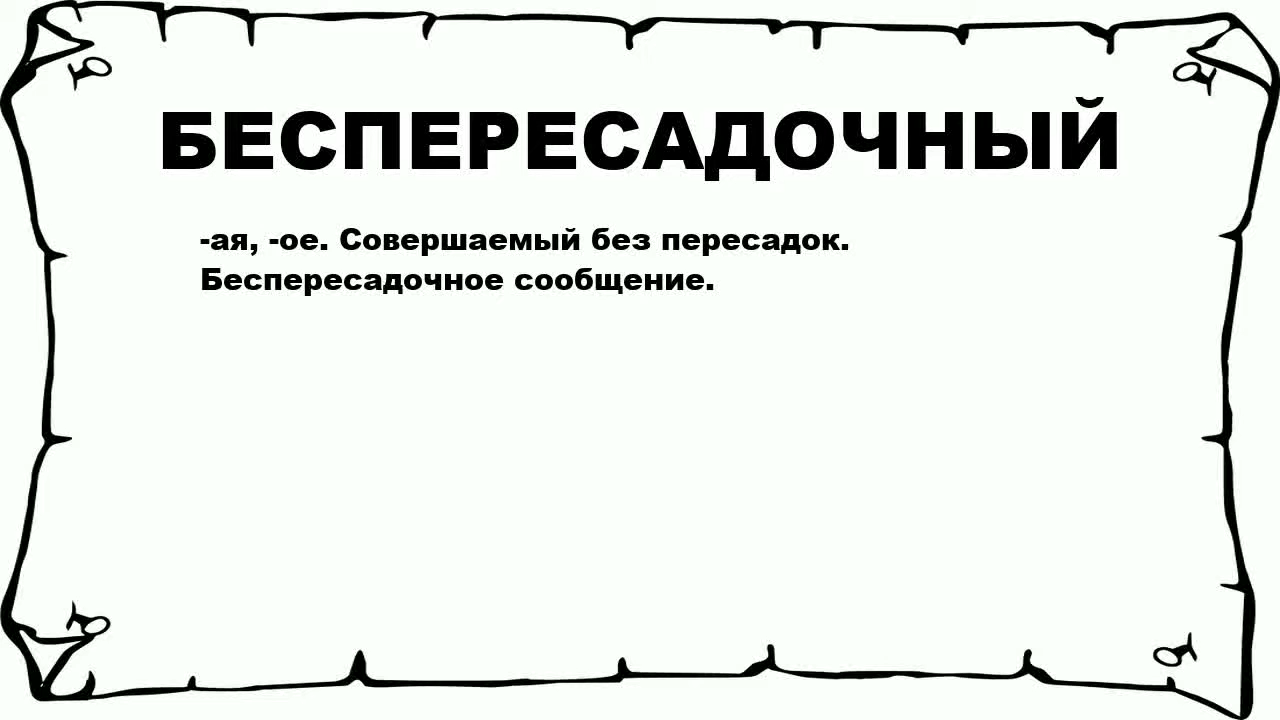 БЕСПЕРЕСАДОЧНЫЙ
-ая, -ое. Совершаемый без пересадок.
Беспересадочное сообщение.